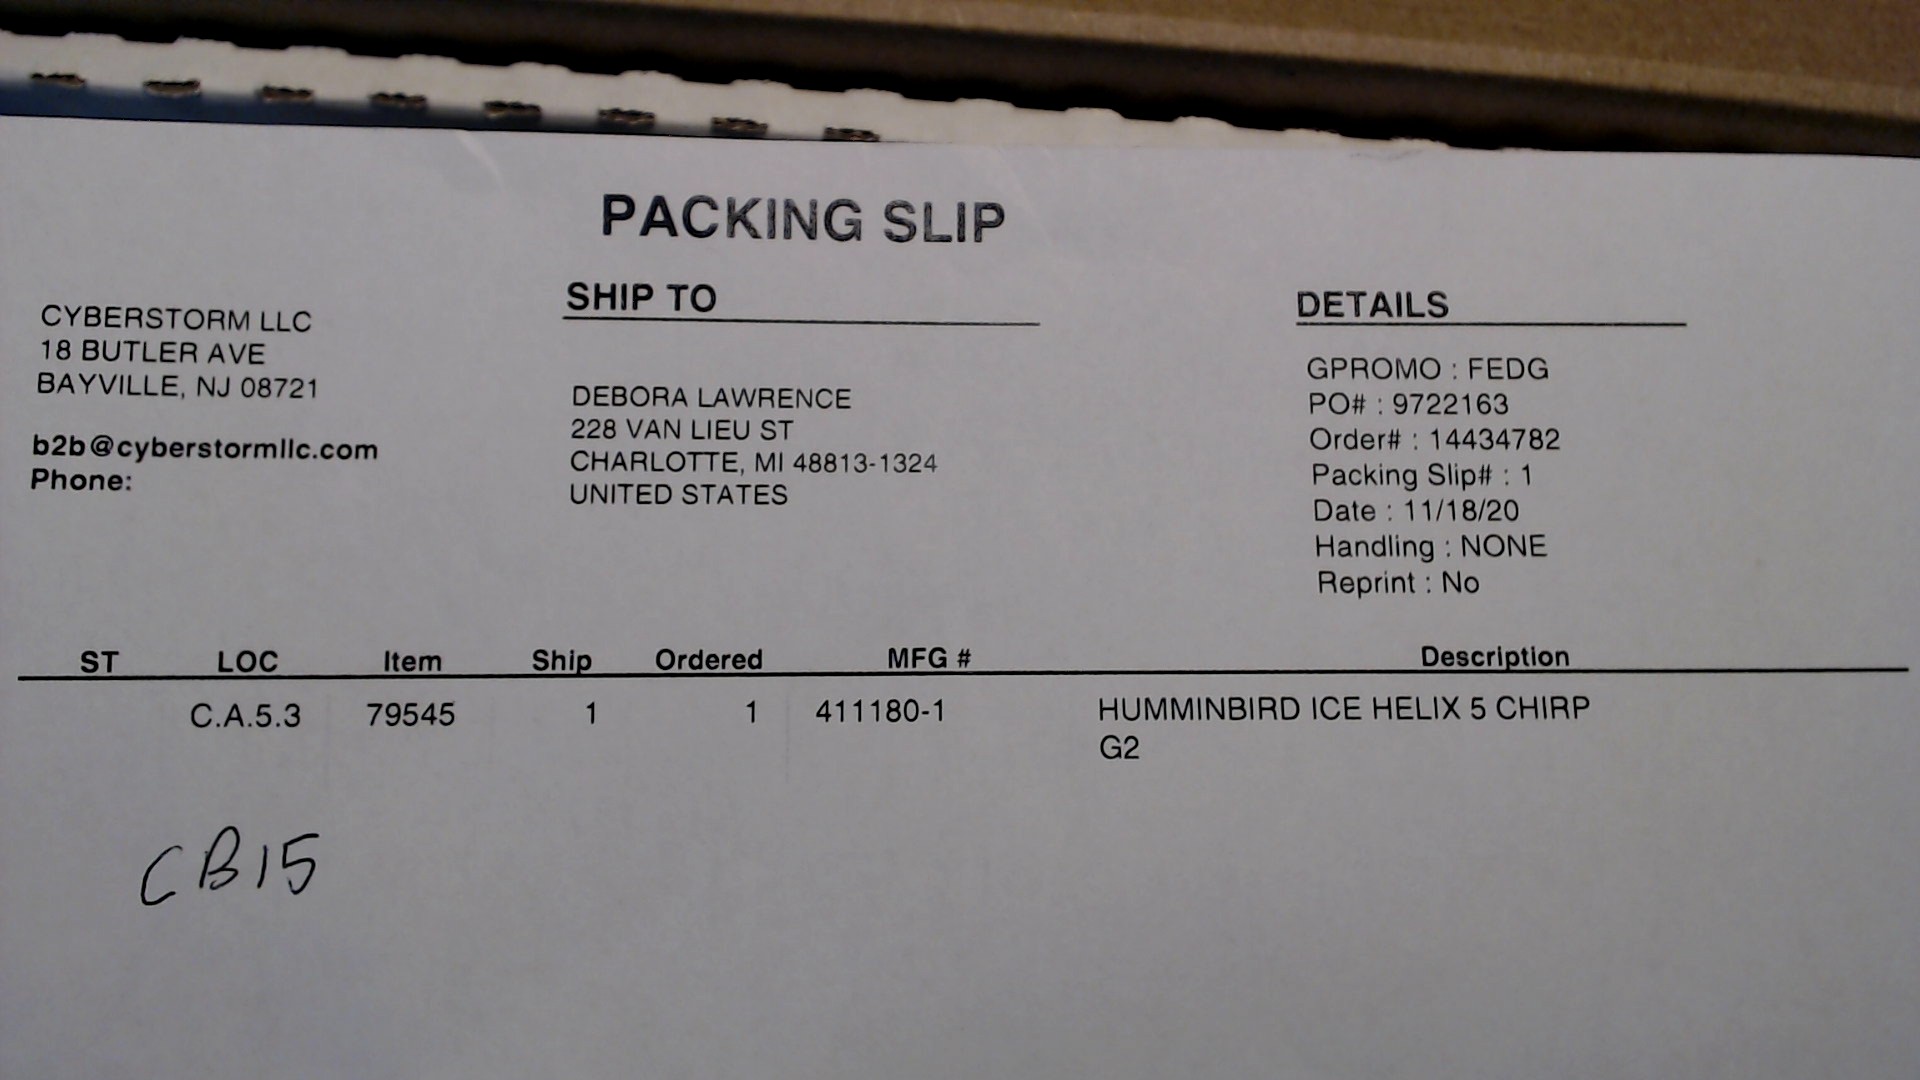 PACKING SLIP
CYBERSTORM LLC
18 BUTLER AVE
BAYVILLE, NJ 08721
b2b@cyberstormllc.com
Phone:
SHIP TO
DEBORA LAWRENCE
228 VAN LIEU ST
CHARLOTTE, MI 48813-1324
UNITED STATES
DETAILS
GPROMO : FEDG
PO# : 9722163
Order# : 14434782
Packing Slip# : 1
Date : 11/18/20
Handling : NONE
Reprint : No
ST LOC Item Ship Ordered MFG # Description
C.A.5.3 79545 1 1 411180-1 HUMMINBIRD ICE HELIX 5 CHIRP
G2
CB15